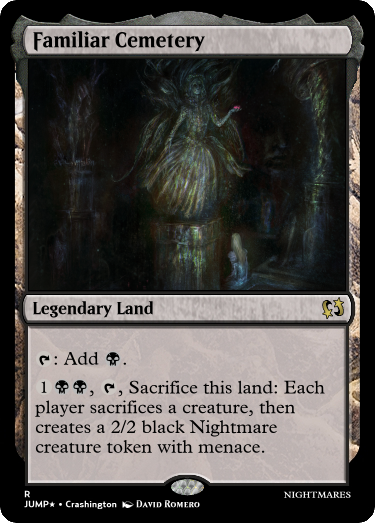 Familiar Cemetery
Legendary Land
: Add .
1 , , Sacrifice this land: Each
player sacrifices a creature, then
creates a 2/2 black Nightmare
creature token with menace.
R
JUMP★ • Crashington DAVID ROMERO
NIGHTMARES